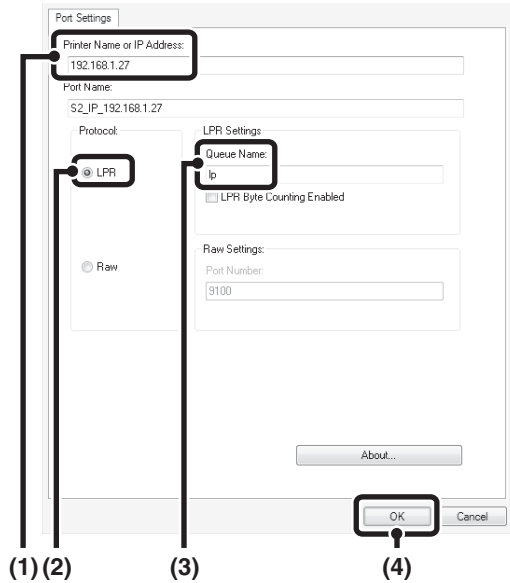 Port Settings
Printer Name or IP Address:
192.168.1.27
Port Name:
S2_IP_192.168.1.27
Protocol:
LPR Settings
Queue Name:
LPR
lp
LPR Byte Counting Enabled
Raw Settings:
Raw
Port Number:
9100
About...
OK
Cancel
(1)
(2)
(3)
(4)